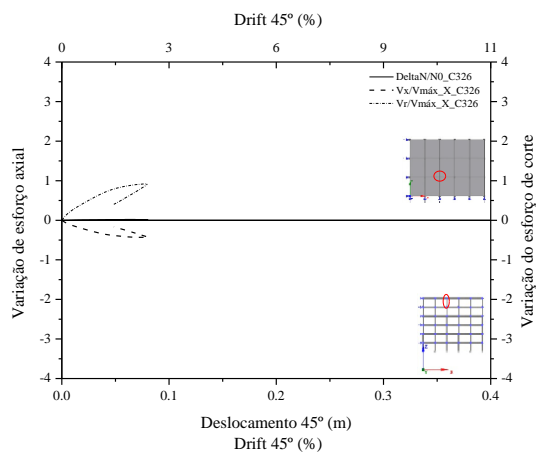 Drift 45º (%)
0 3 6 9 11
DeltaN/N0_C326
Vx/Vmáx_X_C326
Vr/Vmáx_X_C326
Variação de esforço axial
4
3
2
1
0
-1
-2
-3
-4
4
3
2
1
0
-1
-2
-3
-4
Variação do esforço de corte
0.0 0.1 0.2 0.3 0.4
Deslocamento 45º (m)
Drift 45º (%)